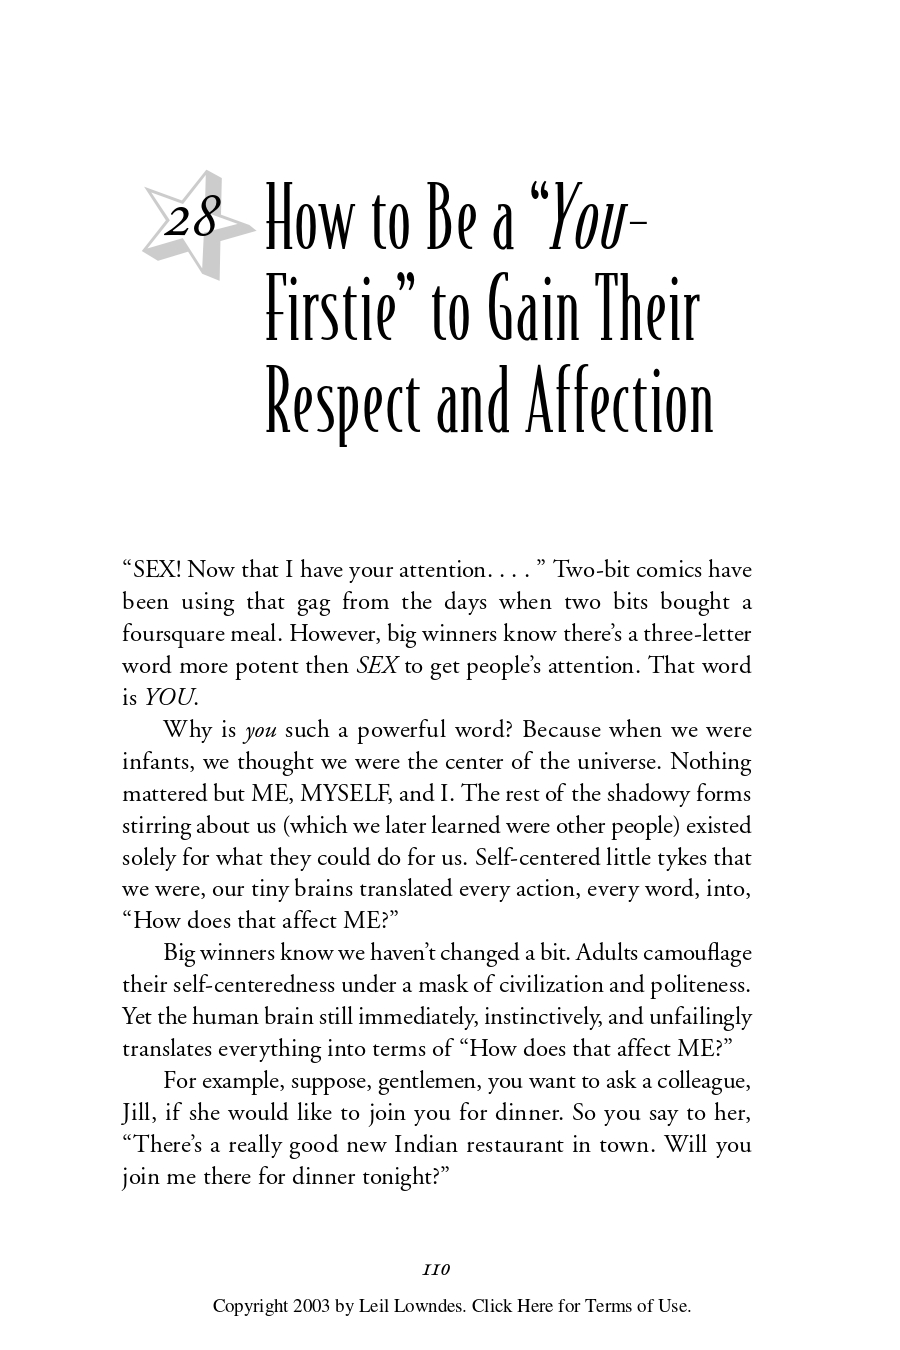 28
How to Be a “You-
Firstie” to Gain Their
Respect and Affection
“SEX! Now that I have your attention. . . . ” Two-bit comics have
been using that gag from the days when two bits bought a
foursquare meal. However, big winners know there’s a three-letter
word more potent then SEX to get people’s attention. That word
is YOU.
Why is you such a powerful word? Because when we were
infants, we thought we were the center of the universe. Nothing
mattered but ME, MYSELF, and I. The rest of the shadowy forms
stirring about us (which we later learned were other people) existed
solely for what they could do for us. Self-centered little tykes that
we were, our tiny brains translated every action, every word, into,
“How does that affect ME?”
Big winners know we haven’t changed a bit. Adults camouflage
their self-centeredness under a mask of civilization and politeness.
Yet the human brain still immediately, instinctively, and unfailingly
translates everything into terms of “How does that affect ME?”
For example, suppose, gentlemen, you want to ask a colleague,
Jill, if she would like to join you for dinner. So you say to her,
“There’s a really good new Indian restaurant in town. Will you
join me there for dinner tonight?”
110
Copyright 2003 by Leil Lowndes. Click Here for Terms of Use.